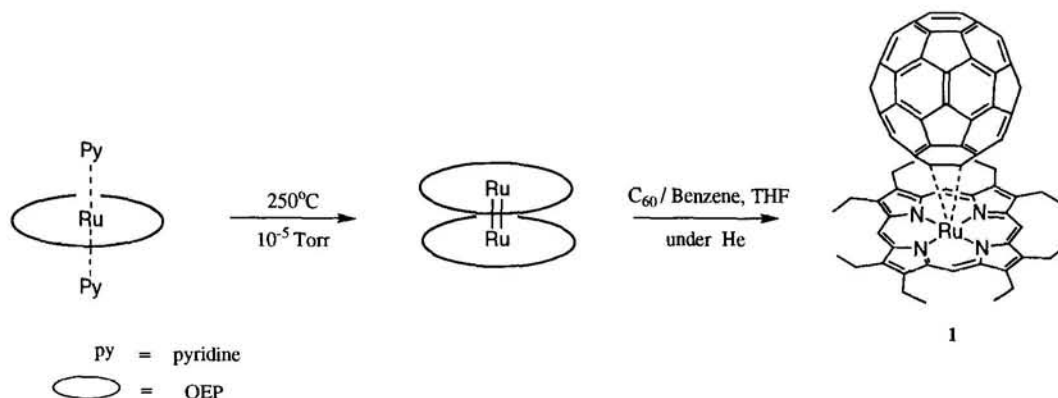 Py
Ru
Py
250°C
10⁻⁵ Torr
Ru
Ru
C₆₀ / Benzene, THF
under He
N
N
Ru
N
N
1
py = pyridine
= OEP